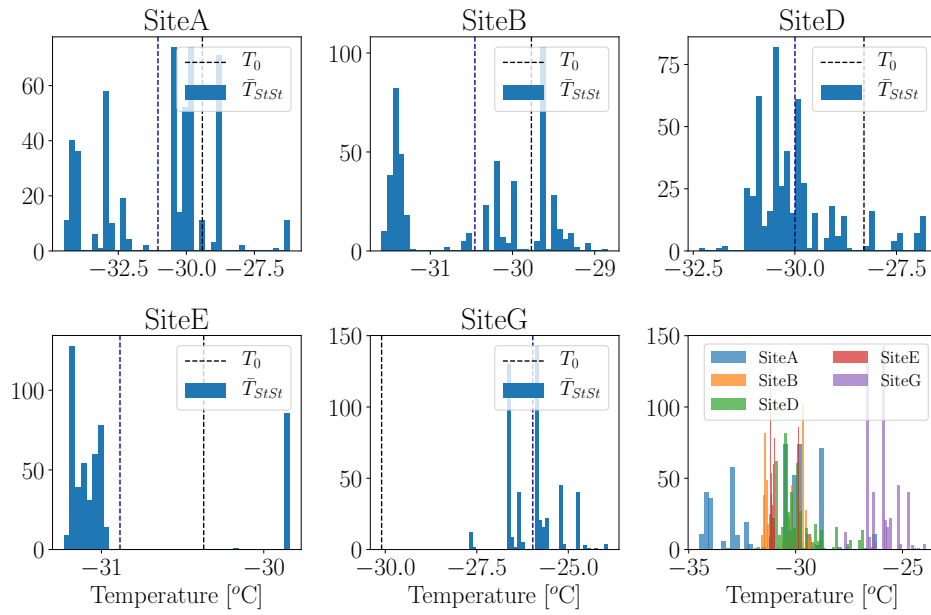 SiteA
SiteB
SiteD
60
40
20
0
−32.5
−30.0
−27.5
T0
T̄StSt
100
50
0
−31
−30
−29
T0
T̄StSt
75
50
25
0
−32.5
−30.0
−27.5
T0
T̄StSt
SiteE
SiteG
100
50
0
−31
−30
T0
T̄StSt
Temperature [°C]
150
100
50
0
−30.0
−27.5
−25.0
T0
T̄StSt
Temperature [°C]
150
100
50
0
−35
−30
−25
SiteA
SiteB
SiteD
SiteE
SiteG
Temperature [°C]